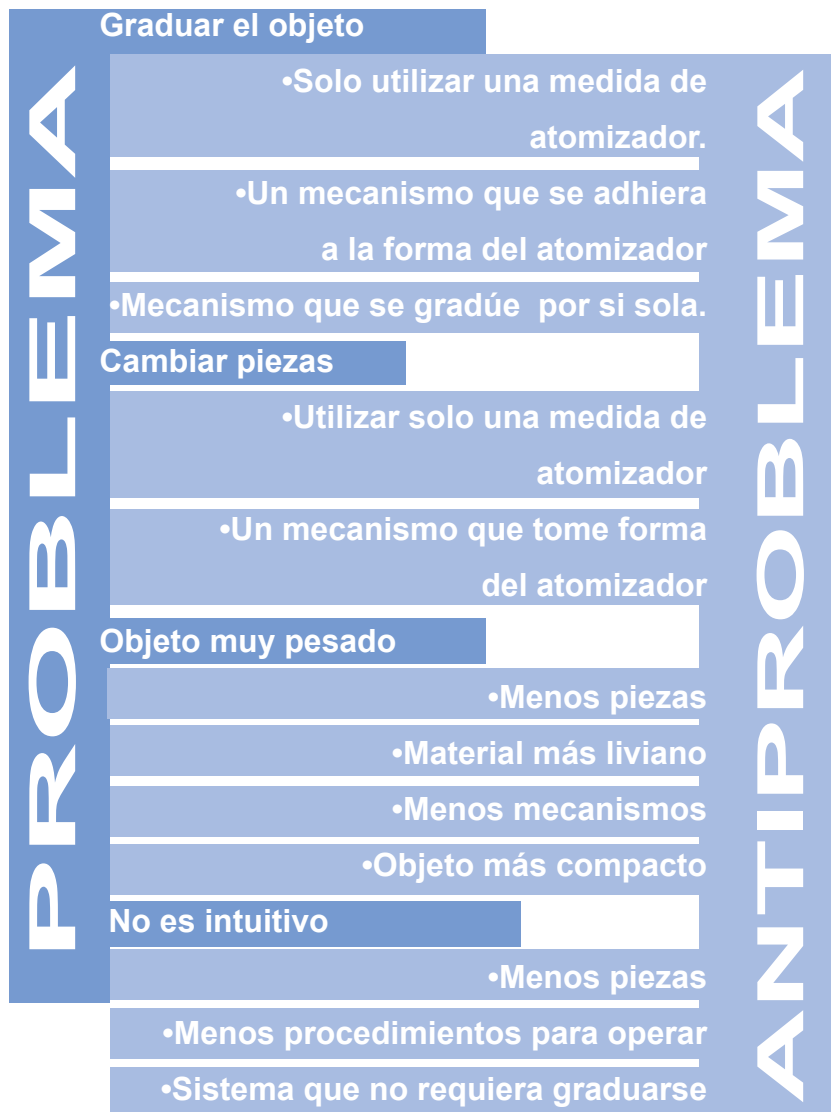 PROBLEMA
Graduar el objeto
•Solo utilizar una medida de
atomizador.
•Un mecanismo que se adhiera
a la forma del atomizador
•Mecanismo que se gradúe  por si sola.
Cambiar piezas
•Utilizar solo una medida de
atomizador
•Un mecanismo que tome forma
del atomizador
Objeto muy pesado
•Menos piezas
•Material más liviano
•Menos mecanismos
•Objeto más compacto
No es intuitivo
•Menos piezas
•Menos procedimientos para operar
•Sistema que no requiera graduarse
ANTIPROBLEMA